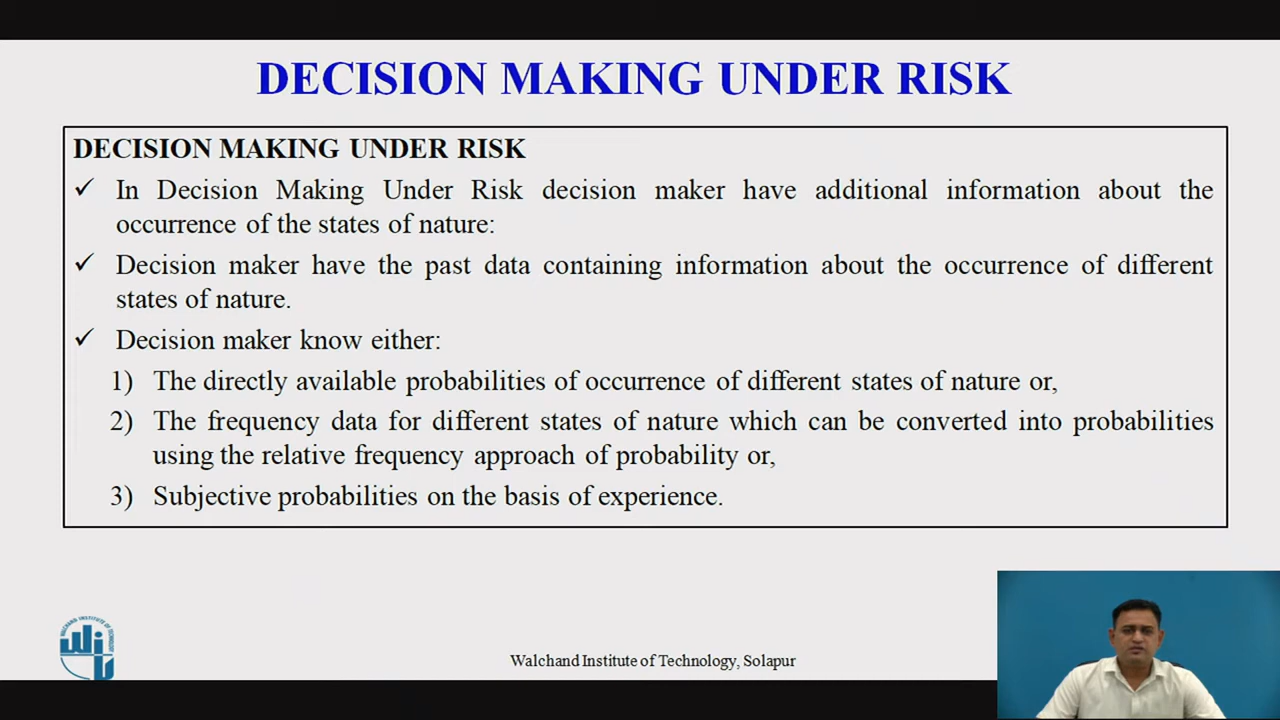 DECISION MAKING UNDER RISK
DECISION MAKING UNDER RISK
✓ In Decision Making Under Risk decision maker have additional information about the
occurrence of the states of nature:
✓ Decision maker have the past data containing information about the occurrence of different
states of nature.
✓ Decision maker know either:
1) The directly available probabilities of occurrence of different states of nature or,
2) The frequency data for different states of nature which can be converted into probabilities
using the relative frequency approach of probability or,
3) Subjective probabilities on the basis of experience.
WALCHAND INSTITUTE OF TECHNOLOGY
WIT
Walchand Institute of Technology, Solapur